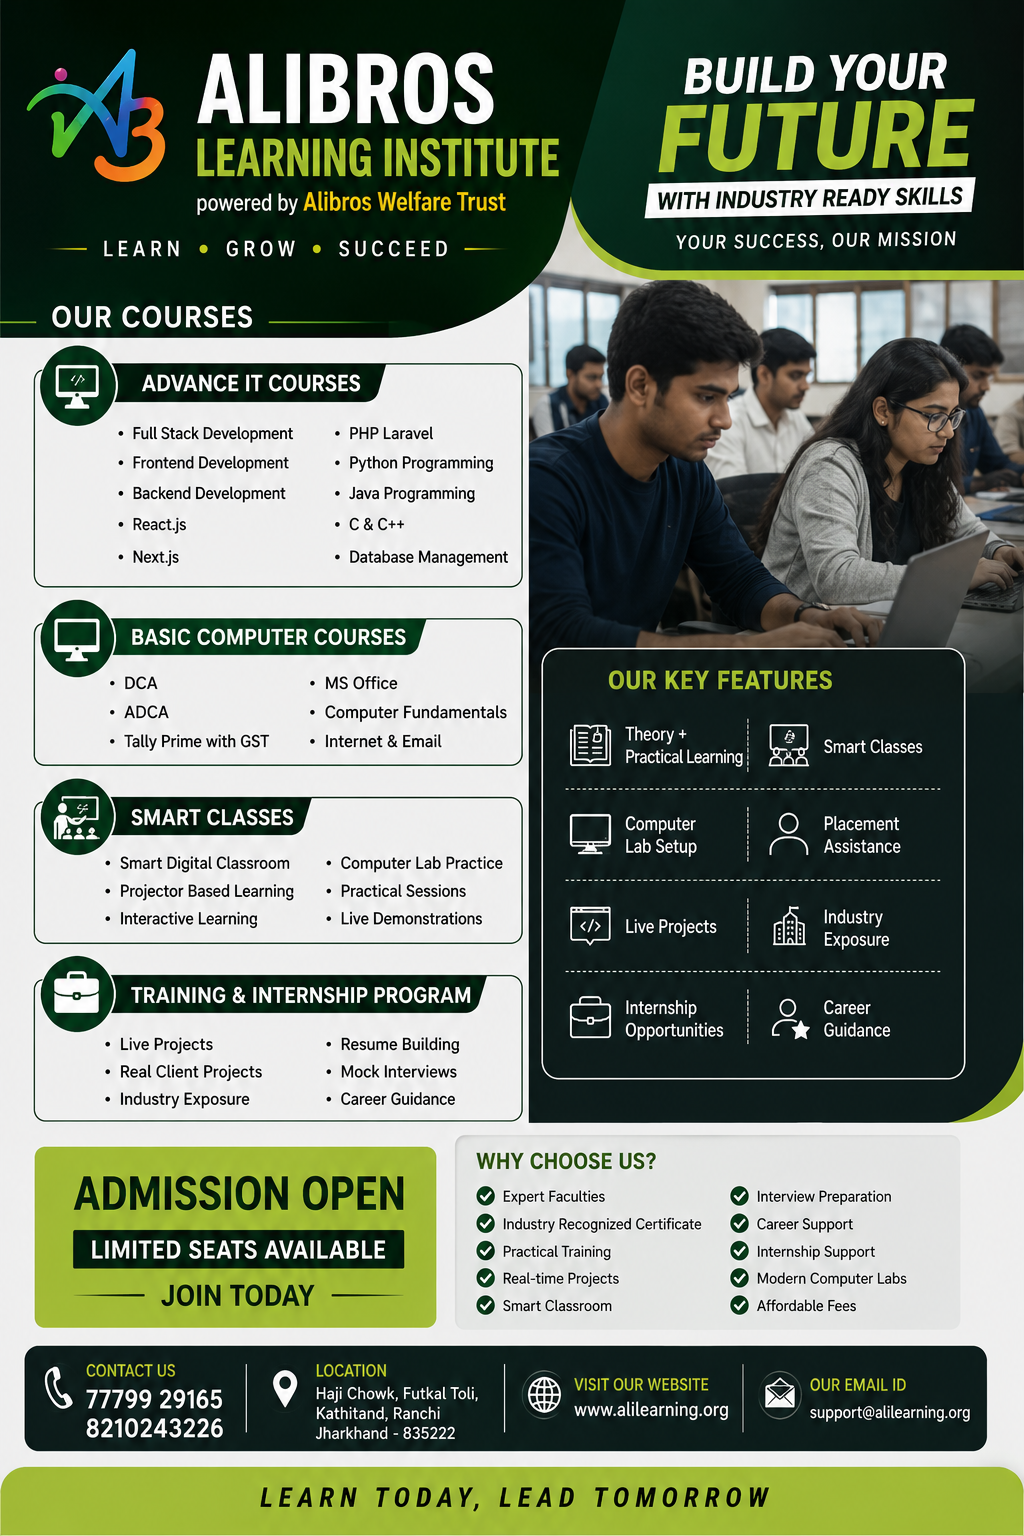 ALIBROS
LEARNING INSTITUTE
powered by Alibros Welfare Trust
LEARN • GROW • SUCCEED
BUILD YOUR
FUTURE
WITH INDUSTRY READY SKILLS
YOUR SUCCESS, OUR MISSION
OUR COURSES
ADVANCE IT COURSES
• Full Stack Development
• Frontend Development
• Backend Development
• React.js
• Next.js
• PHP Laravel
• Python Programming
• Java Programming
• C & C++
• Database Management
BASIC COMPUTER COURSES
• DCA
• ADCA
• Tally Prime with GST
• MS Office
• Computer Fundamentals
• Internet & Email
SMART CLASSES
• Smart Digital Classroom
• Projector Based Learning
• Interactive Learning
• Computer Lab Practice
• Practical Sessions
• Live Demonstrations
TRAINING & INTERNSHIP PROGRAM
• Live Projects
• Real Client Projects
• Industry Exposure
• Resume Building
• Mock Interviews
• Career Guidance
OUR KEY FEATURES
Theory +
Practical Learning
Smart Classes
Computer
Lab Setup
Placement
Assistance
Live Projects
Industry
Exposure
Internship
Opportunities
Career
Guidance
ADMISSION OPEN
LIMITED SEATS AVAILABLE
JOIN TODAY
WHY CHOOSE US?
Expert Faculties
Industry Recognized Certificate
Practical Training
Real-time Projects
Smart Classroom
Interview Preparation
Career Support
Internship Support
Modern Computer Labs
Affordable Fees
CONTACT US
77799 29165
8210243226
LOCATION
Haji Chowk, Futkal Toli,
Kathitand, Ranchi
Jharkhand - 835222
VISIT OUR WEBSITE
www.alilearning.org
OUR EMAIL ID
support@alilearning.org
LEARN TODAY, LEAD TOMORROW